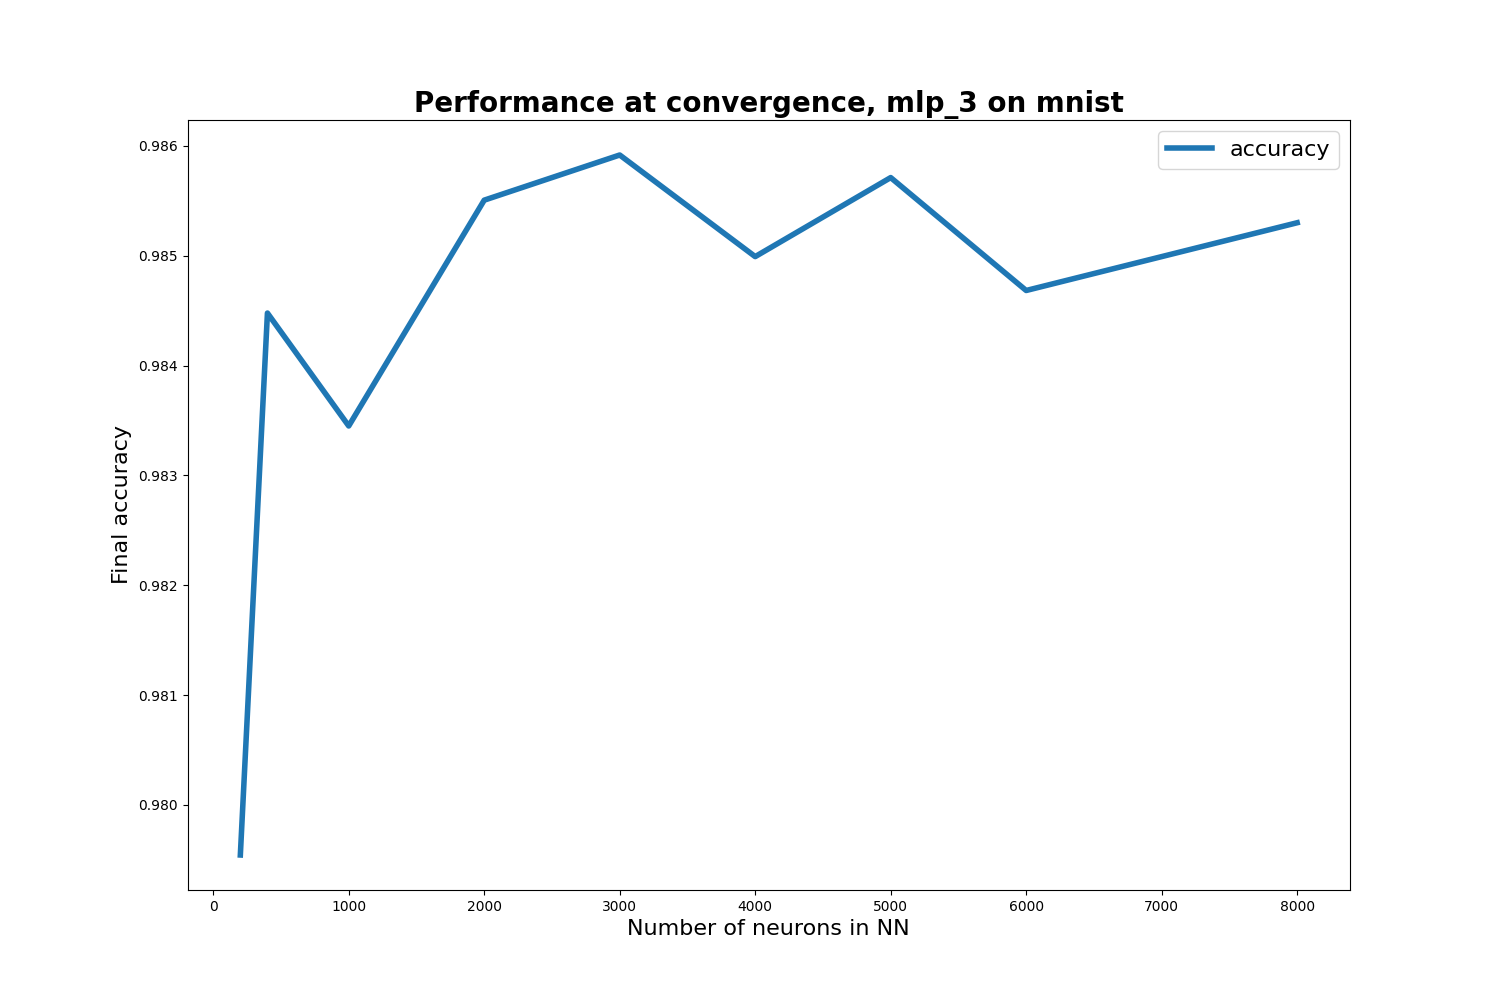 Performance at convergence, mlp_3 on mnist
accuracy
0.986
0.985
0.984
0.983
0.982
0.981
0.980
Final accuracy
0 1000 2000 3000 4000 5000 6000 7000 8000
Number of neurons in NN